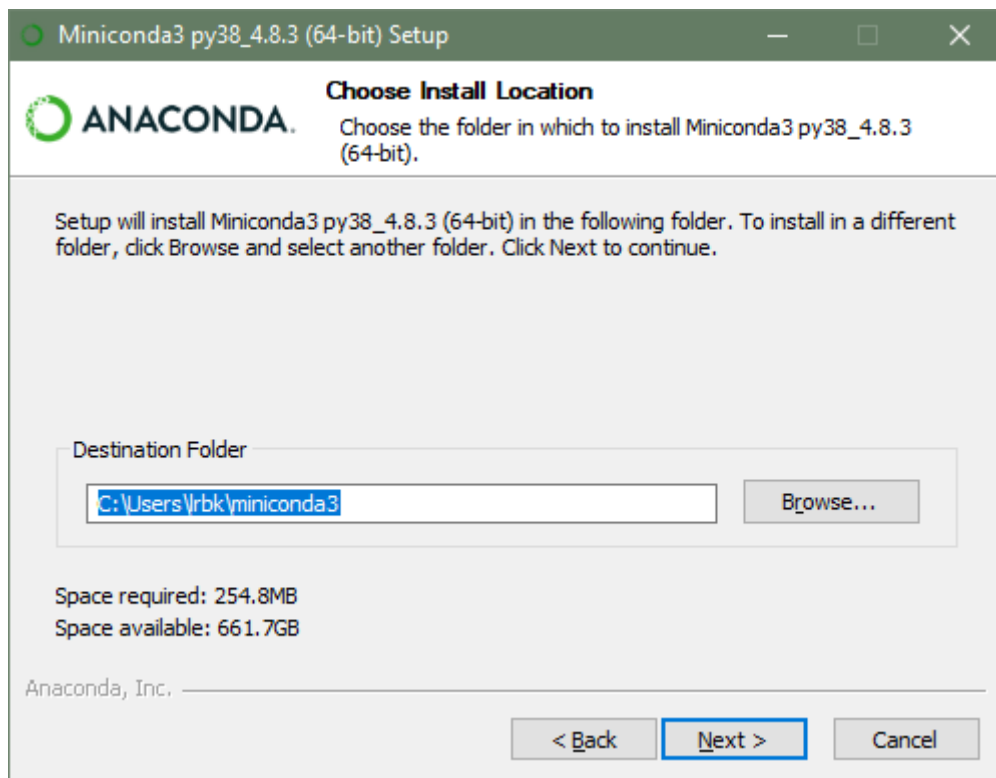 Miniconda3 py38_4.8.3 (64-bit) Setup
ANACONDA.
Choose Install Location
Choose the folder in which to install Miniconda3 py38_4.8.3
(64-bit).
Setup will install Miniconda3 py38_4.8.3 (64-bit) in the following folder. To install in a different
folder, click Browse and select another folder. Click Next to continue.
Destination Folder
C:\Users\lrbk\miniconda3
Browse...
Space required: 254.8MB
Space available: 661.7GB
Anaconda, Inc.
< Back
Next >
Cancel